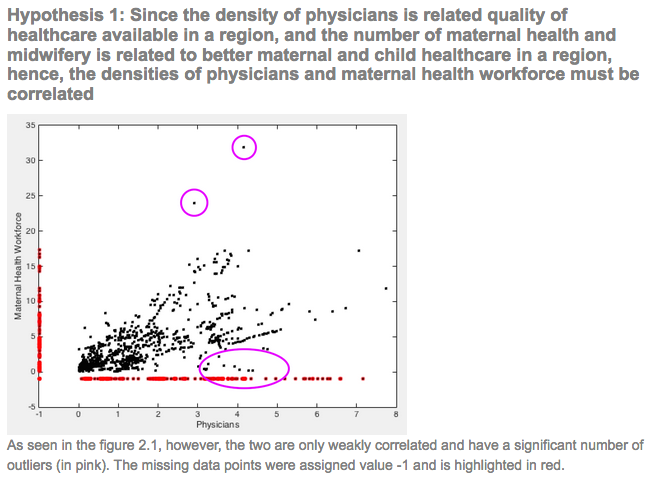 Hypothesis 1: Since the density of physicians is related quality of
healthcare available in a region, and the number of maternal health and
midwifery is related to better maternal and child healthcare in a region,
hence, the densities of physicians and maternal health workforce must be
correlated
35
30
25
20
15
10
5
0
-5
Maternal Health Workforce
-1 0 1 2 3 4 5 6 7 8
Physicians
As seen in the figure 2.1, however, the two are only weakly correlated and have a significant number of
outliers (in pink). The missing data points were assigned value -1 and is highlighted in red.